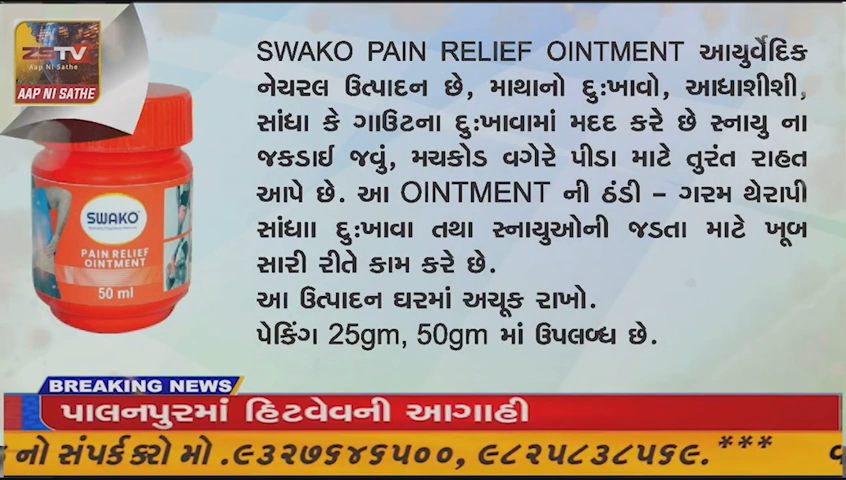 ZSTV
Aap Ni Sathe
AAP NI SATHE
SWAKO PAIN RELIEF OINTMENT આયુર્વેદિક
નેચરલ ઉત્પાદન છે, માથાનો દુઃખાવો, આધાશીશી,
સાંધા કે ગાઉટના દુઃખાવામાં મદદ કરે છે સ્નાયુ ના
જકડાઈ જવું, મચકોડ વગેરે પીડા માટે તુરંત રાહત
આપે છે. આ OINTMENT ની ઠંડી – ગરમ થેરાપી
સાંધાા દુઃખાવા તથા સ્નાયુઓની જડતા માટે ખૂબ
સારી રીતે કામ કરે છે.
આ ઉત્પાદન ઘરમાં અચૂક રાખો.
પેકિંગ 25gm, 50gm માં ઉપલબ્ધ છે.
SWAKO
PAIN RELIEF
OINTMENT
50 ml
BREAKING NEWS
પાલનપુરમાં હિટવેવની આગાહી
નો સંપર્ક કરો મો .૯૩૨૭૬૪૬૫૦૦, ૯૮૨૫૮૩૮૫૬૯.***